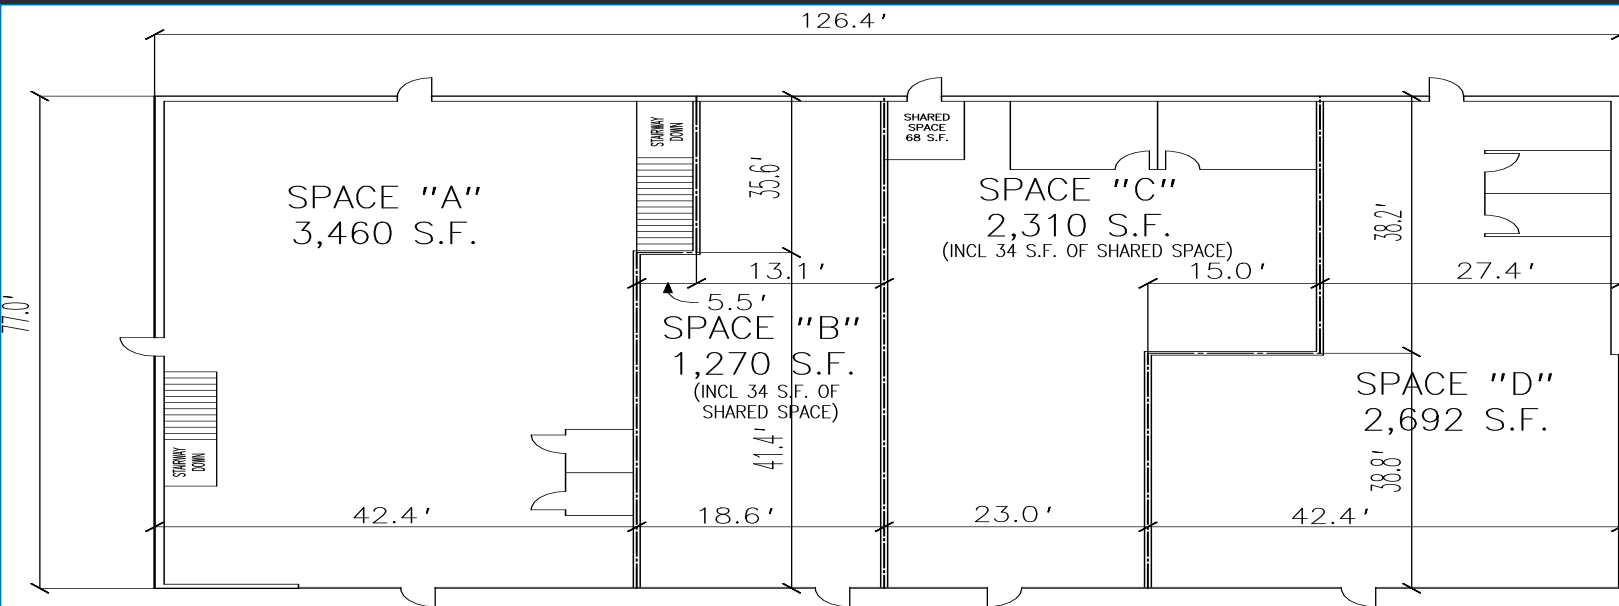 126.4'
SHARED
SPACE
68 S.F.
STAIRWAY
DOWN
35.6'
SPACE "A"
3,460 S.F.
SPACE "C"
2,310 S.F.
(INCL 34 S.F. OF SHARED SPACE)
38.2'
13.1'
15.0'
27.4'
77.0'
5.5'
SPACE "B"
1,270 S.F.
(INCL 34 S.F. OF
SHARED SPACE)
SPACE "D"
2,692 S.F.
STAIRWAY
DOWN
41.4'
38.8'
42.4'
18.6'
23.0'
42.4'